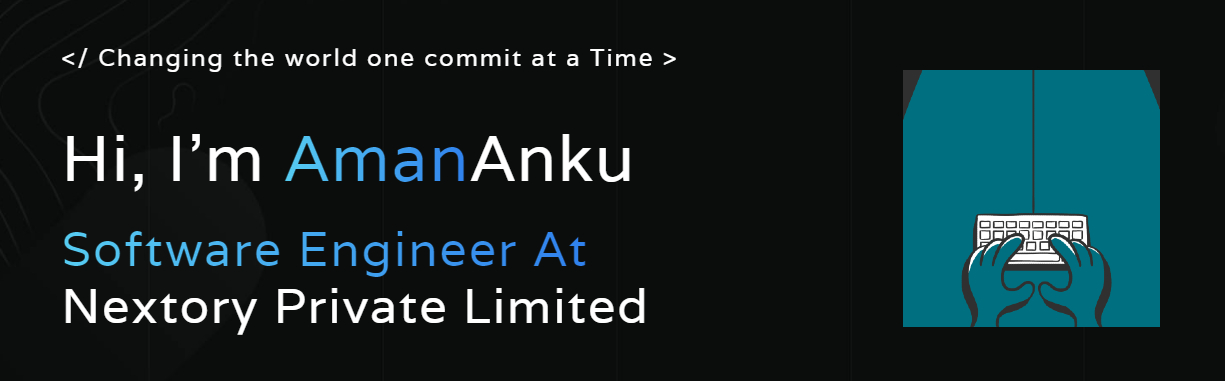 </ Changing the world one commit at a Time >
Hi, I’m AmanAnku
Software Engineer At
Nextory Private Limited